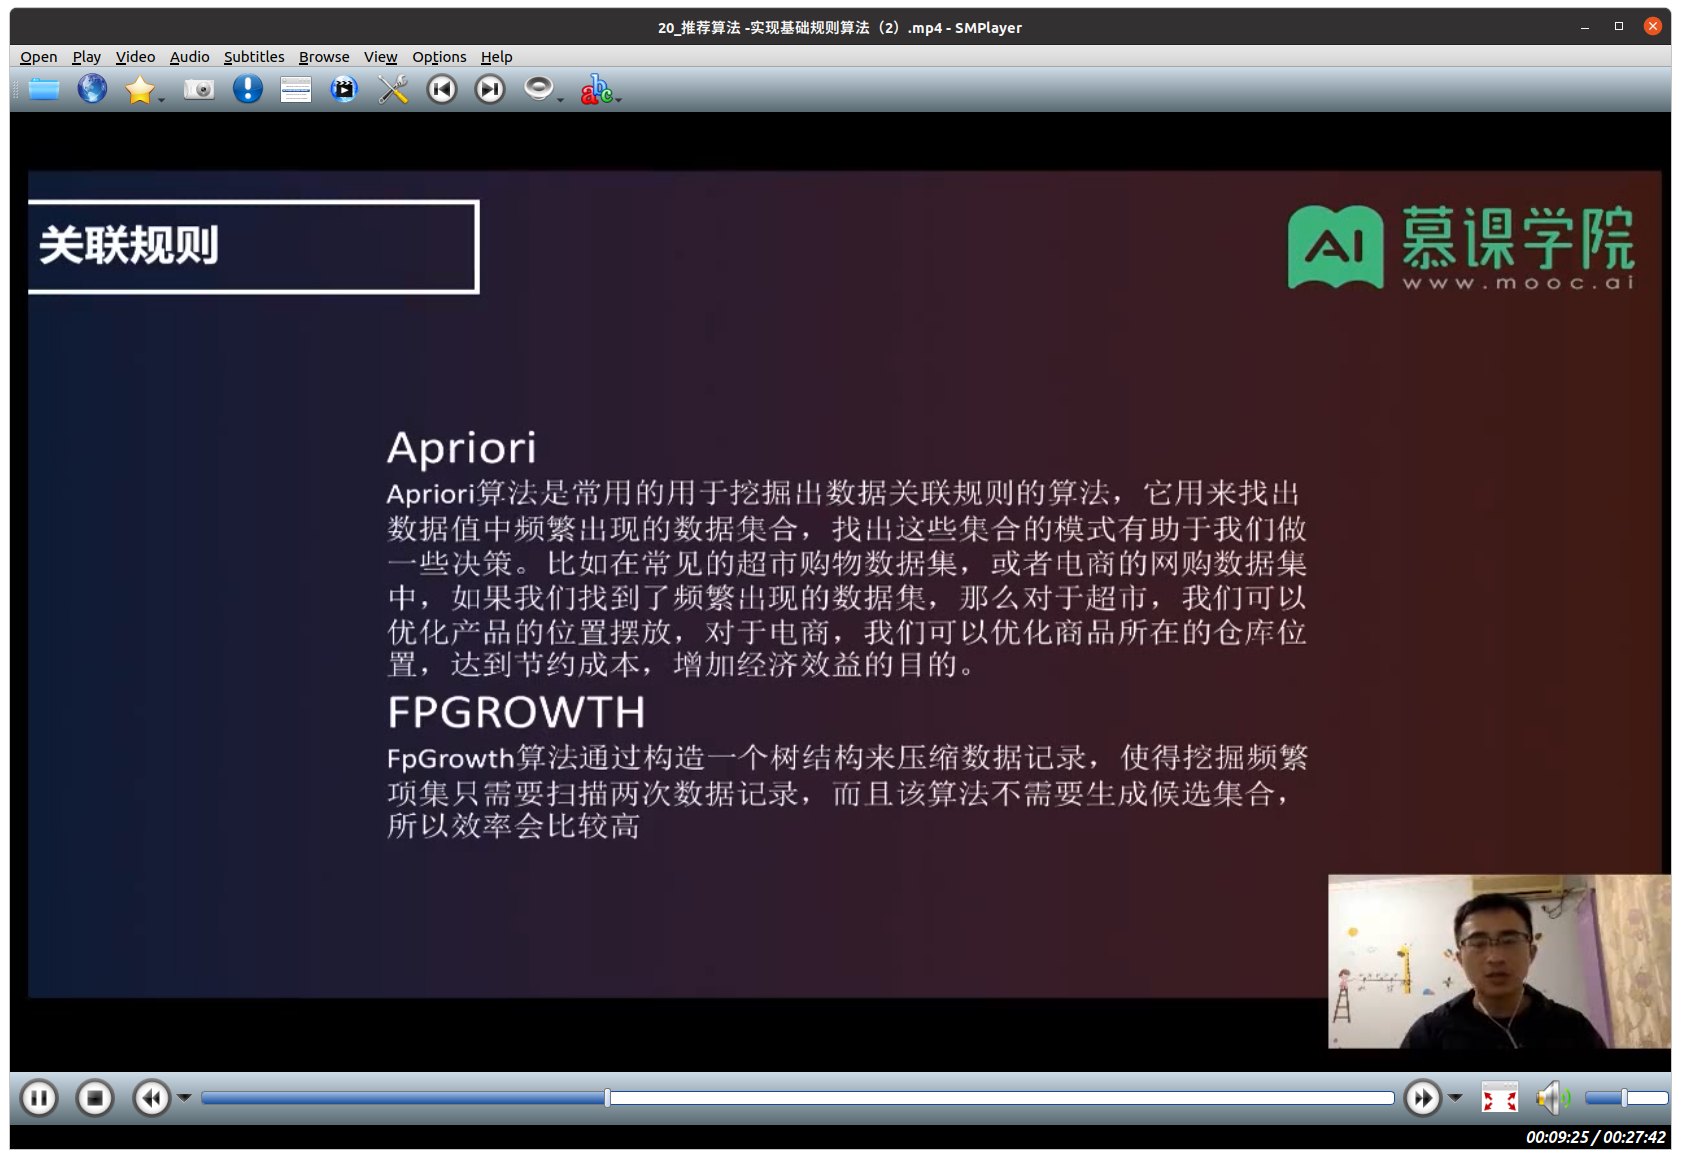 20_推荐算法 -实现基础规则算法（2）.mp4 - SMPlayer
Open Play Video Audio Subtitles Browse View Options Help
abc
关联规则
AI 慕课学院
www.mooc.ai
Apriori
Apriori算法是常用的用于挖掘出数据关联规则的算法，它用来找出
数据值中频繁出现的数据集合，找出这些集合的模式有助于我们做
一些决策。比如在常见的超市购物数据集，或者电商的网购数据集
中，如果我们找到了频繁出现的数据集，那么对于超市，我们可以
优化产品的位置摆放，对于电商，我们可以优化商品所在的仓库位
置，达到节约成本，增加经济效益的目的。
FPGROWTH
FpGrowth算法通过构造一个树结构来压缩数据记录，使得挖掘频繁
项集只需要扫描两次数据记录，而且该算法不需要生成候选集合，
所以效率会比较高
00:09:25 / 00:27:42